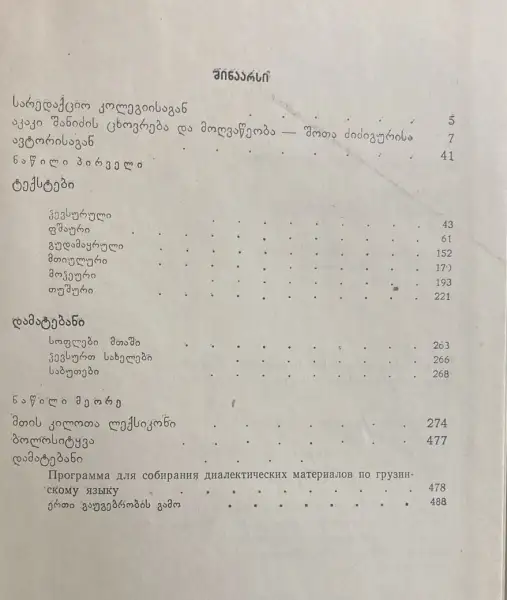 შინაარსი
სარედაქციო კოლეგიისაგან . . . . . 5
აკაკი შანიძის ცხოვრება და მოღვაწეობა — შოთა ძიძიგურისა 7
ავტორისაგან . . . . . . 41
ნაწილი პირველი
ტექსტები
ხევსურული . . . . . . . 43
ფშაური . . . . . . . . 61
გუდამაყრული . . . . . . . 152
მთიულური . . . . . . . 170
მოხეური . . . . . . . 193
თუშური . . . . . . . . 221
დამატებანი
სოფლები მთაში . . . . . . . 263
ხევსურთ სახელები . . . . . . 266
საბუთები . . . . . . 268
ნაწილი მეორე
მთის კილოთა ლექსიკონი . . . . . . 274
ბოლოსიტყვა . . . . . . . 477
დამატებანი
Программа для собирания диалектических материалов по грузин-
скому языку . . . . . . . . 478
ერთი გაუგებრობის გამო . . . . . . . 488